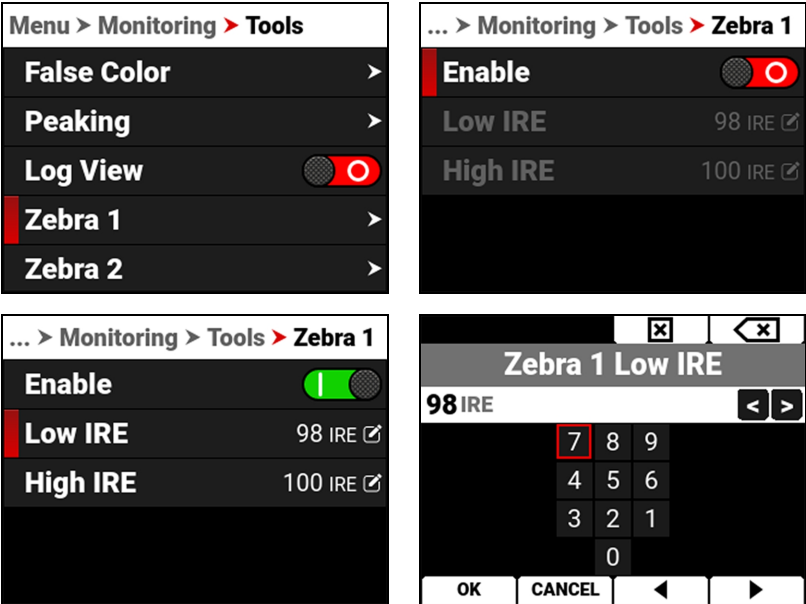 Menu > Monitoring > Tools
False Color
Peaking
Log View
Zebra 1
Zebra 2
... > Monitoring > Tools > Zebra 1
Enable
Low IRE 98 IRE
High IRE 100 IRE
... > Monitoring > Tools > Zebra 1
Enable
Low IRE 98 IRE
High IRE 100 IRE
Zebra 1 Low IRE
98 IRE < >
7 8 9
4 5 6
3 2 1
0
OK CANCEL